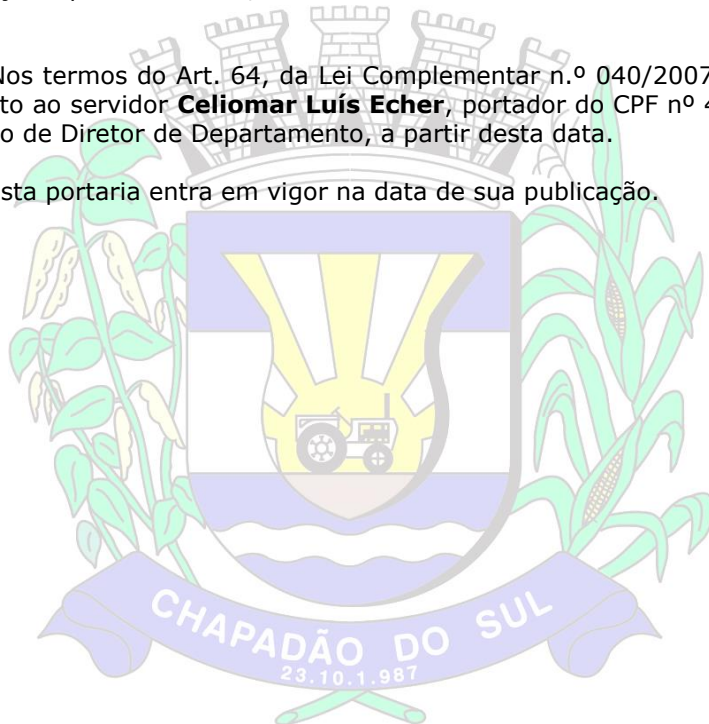 Nos termos do Art. 64, da Lei Complementar n.º 040/2007
to ao servidor Celiomar Luís Echer, portador do CPF nº 4
o de Diretor de Departamento, a partir desta data.
sta portaria entra em vigor na data de sua publicação.
CHAPADÃO DO SUL
23.10.1.987